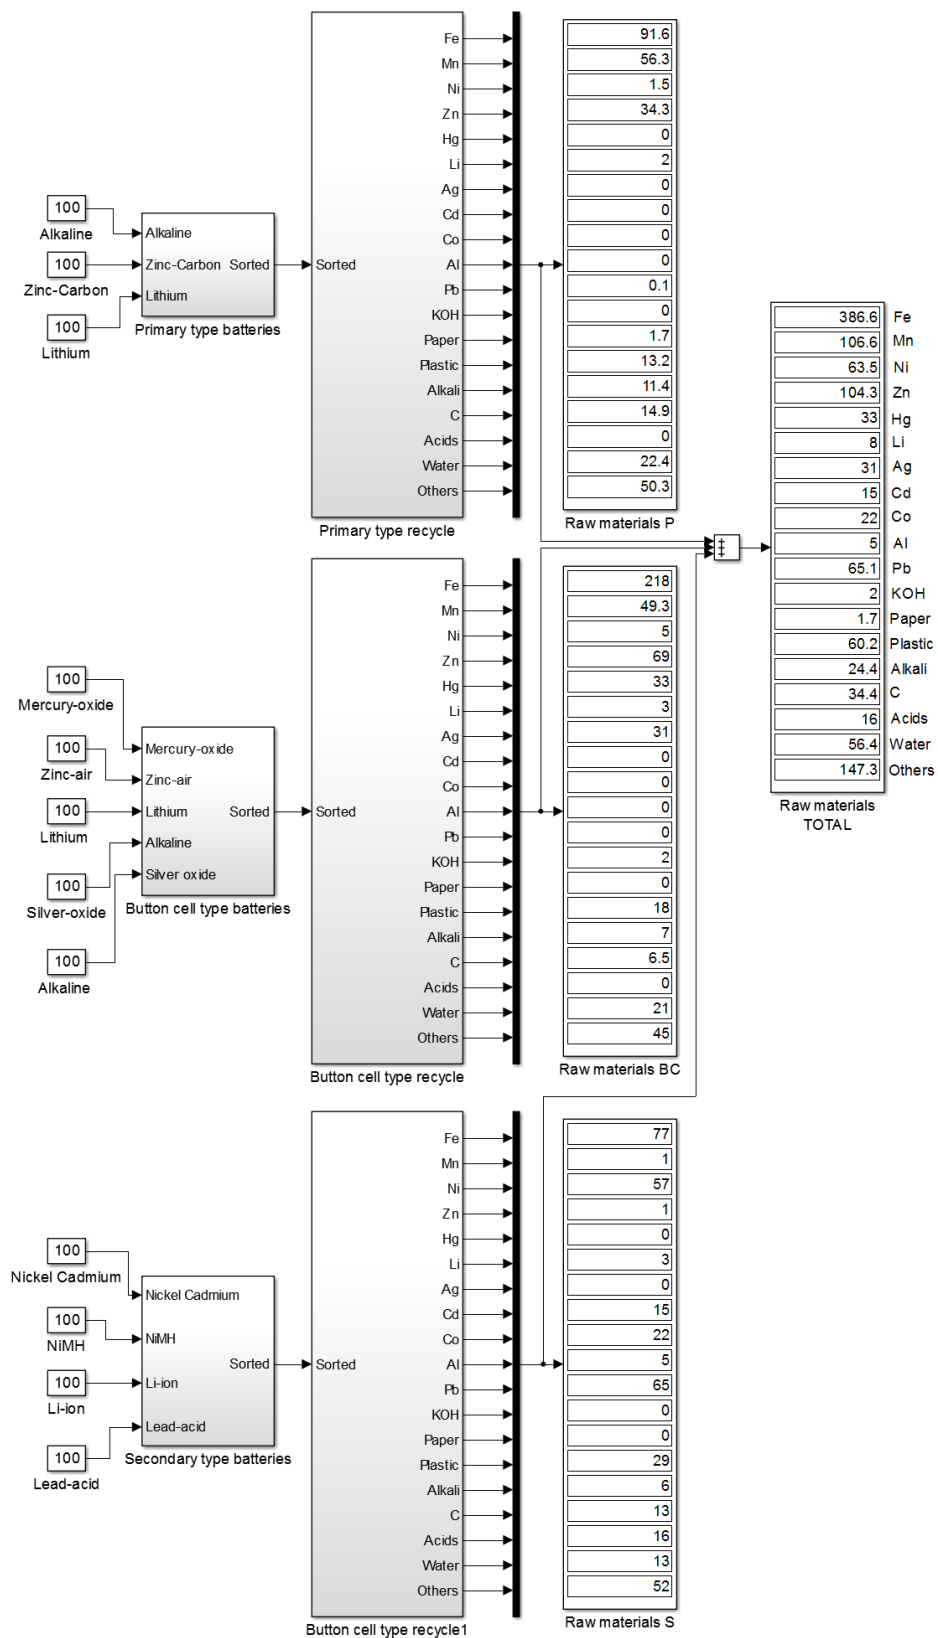 100
Alkaline
100
Zinc-Carbon
100
Lithium
Alkaline
Zinc-Carbon
Sorted
Lithium
Primary type batteries
Sorted
Fe
Mn
Ni
Zn
Hg
Li
Ag
Cd
Co
Al
Pb
KOH
Paper
Plastic
Alkali
C
Acids
Water
Others
Primary type recycle
91.6
56.3
1.5
34.3
0
2
0
0
0
0
0.1
0
1.7
13.2
11.4
14.9
0
22.4
50.3
Raw materials P
100
Mercury-oxide
100
Zinc-air
100
Lithium
100
Silver-oxide
100
Alkaline
Mercury-oxide
Zinc-air
Lithium
Sorted
Alkaline
Silver oxide
Button cell type batteries
Sorted
Fe
Mn
Ni
Zn
Hg
Li
Ag
Cd
Co
Al
Pb
KOH
Paper
Plastic
Alkali
C
Acids
Water
Others
Button cell type recycle
218
49.3
5
69
33
3
31
0
0
0
0
2
0
18
7
6.5
0
21
45
Raw materials BC
100
Nickel Cadmium
100
NiMH
100
Li-ion
100
Lead-acid
Nickel Cadmium
NiMH
Sorted
Li-ion
Lead-acid
Secondary type batteries
Sorted
Fe
Mn
Ni
Zn
Hg
Li
Ag
Cd
Co
Al
Pb
KOH
Paper
Plastic
Alkali
C
Acids
Water
Others
Button cell type recycle1
77
1
57
1
0
3
0
15
22
5
65
0
0
29
6
13
16
13
52
Raw materials S
+
+
+
386.6 Fe
106.6 Mn
63.5 Ni
104.3 Zn
33 Hg
8 Li
31 Ag
15 Cd
22 Co
5 Al
65.1 Pb
2 KOH
1.7 Paper
60.2 Plastic
24.4 Alkali
34.4 C
16 Acids
56.4 Water
147.3 Others
Raw materials
TOTAL